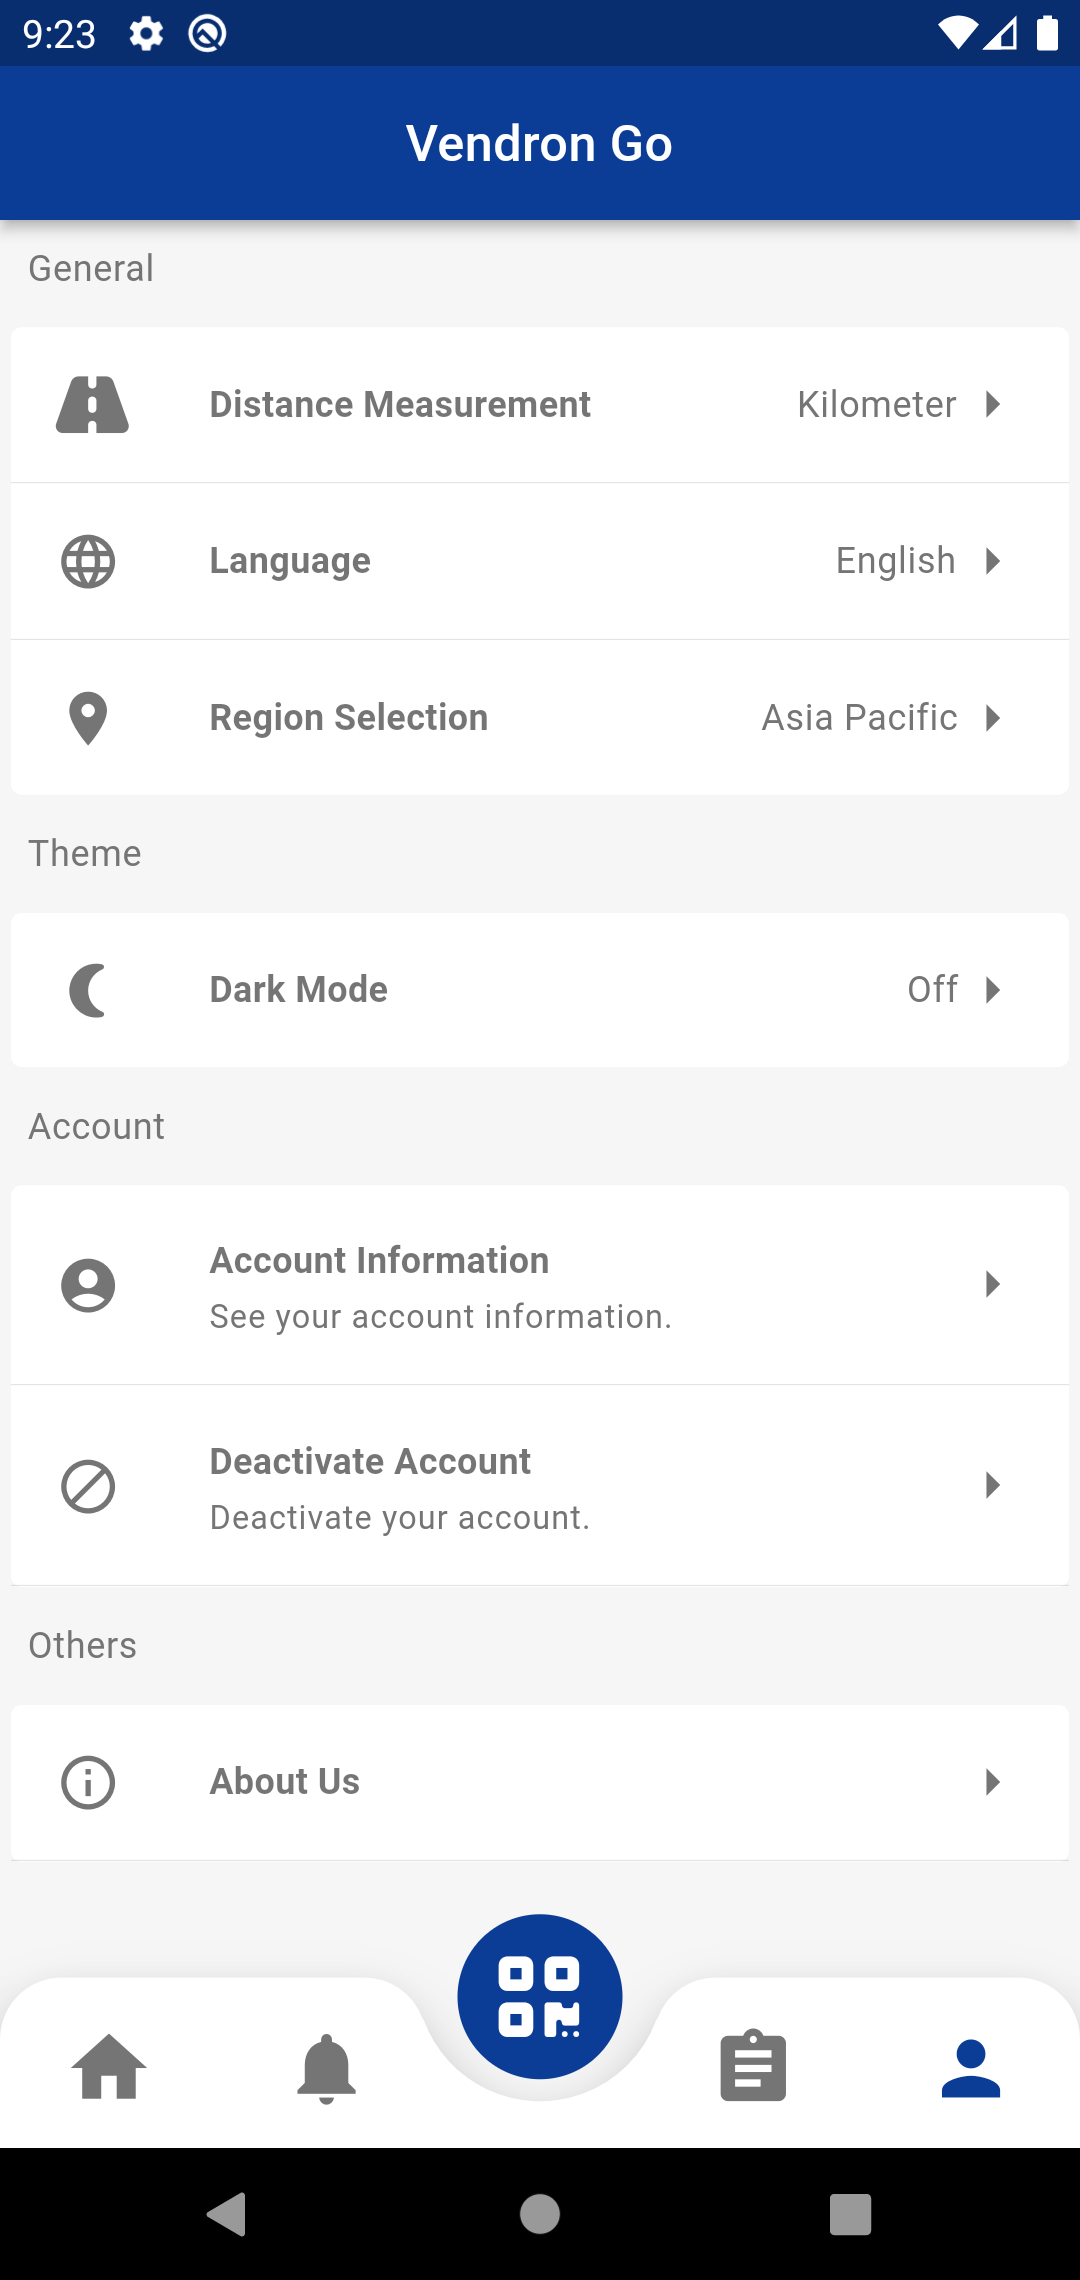 9:23
Vendron Go
General
Distance Measurement Kilometer
Language English
Region Selection Asia Pacific
Theme
Dark Mode Off
Account
Account Information
See your account information.
Deactivate Account
Deactivate your account.
Others
About Us